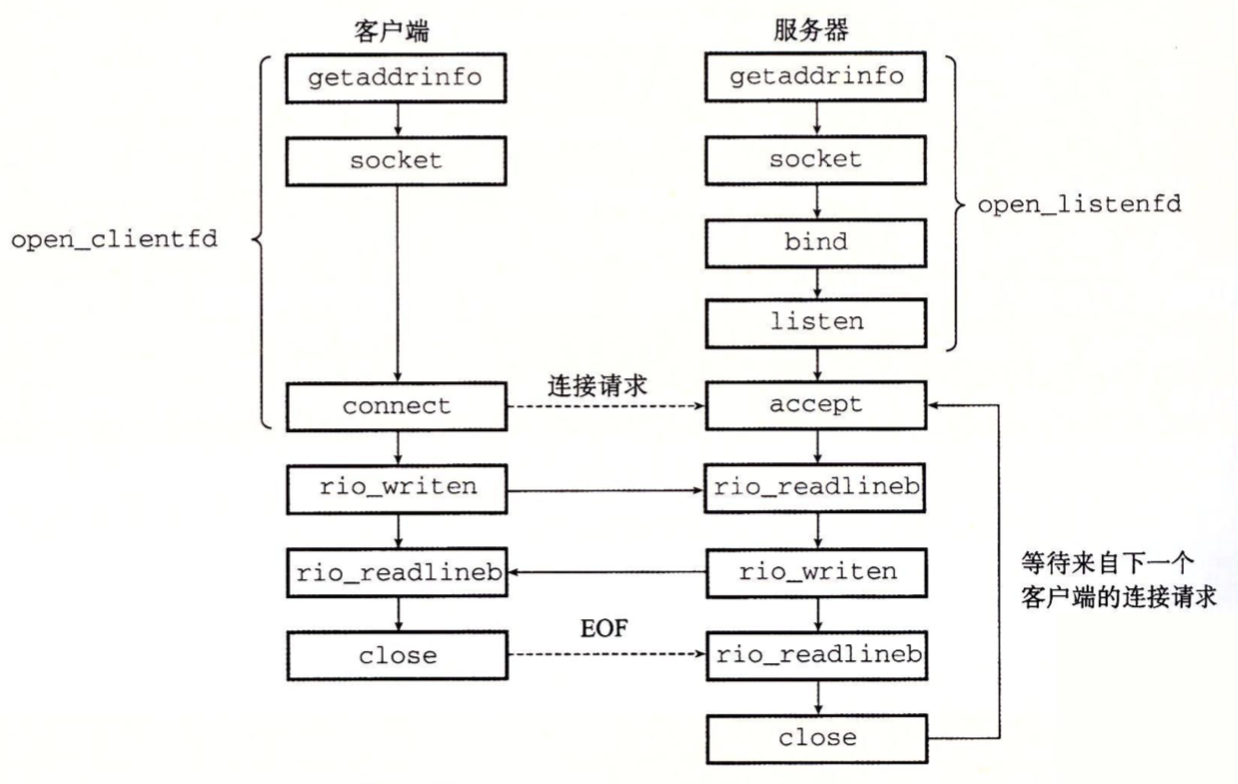 客户端
服务器
getaddrinfo
getaddrinfo
socket
socket
open_clientfd
open_listenfd
bind
listen
connect
连接请求
accept
rio_writen
rio_readlineb
rio_readlineb
rio_writen
等待来自下一个
客户端的连接请求
close
EOF
rio_readlineb
close